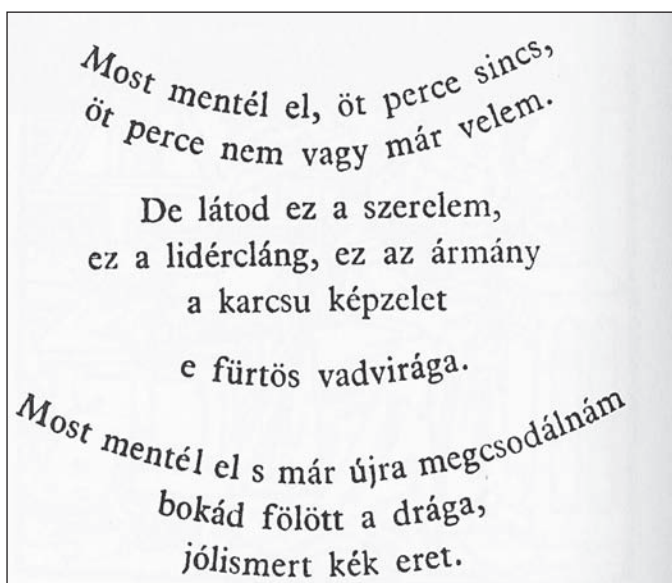 Most mentél el, öt perce sincs,
öt perce nem vagy már velem.
De látod ez a szerelem,
ez a lidércláng, ez az ármány
a karcsu képzelet
e fürtös vadvirága.
Most mentél el s már újra megcsodálnám
bokád fölött a drága,
jólismert kék eret.